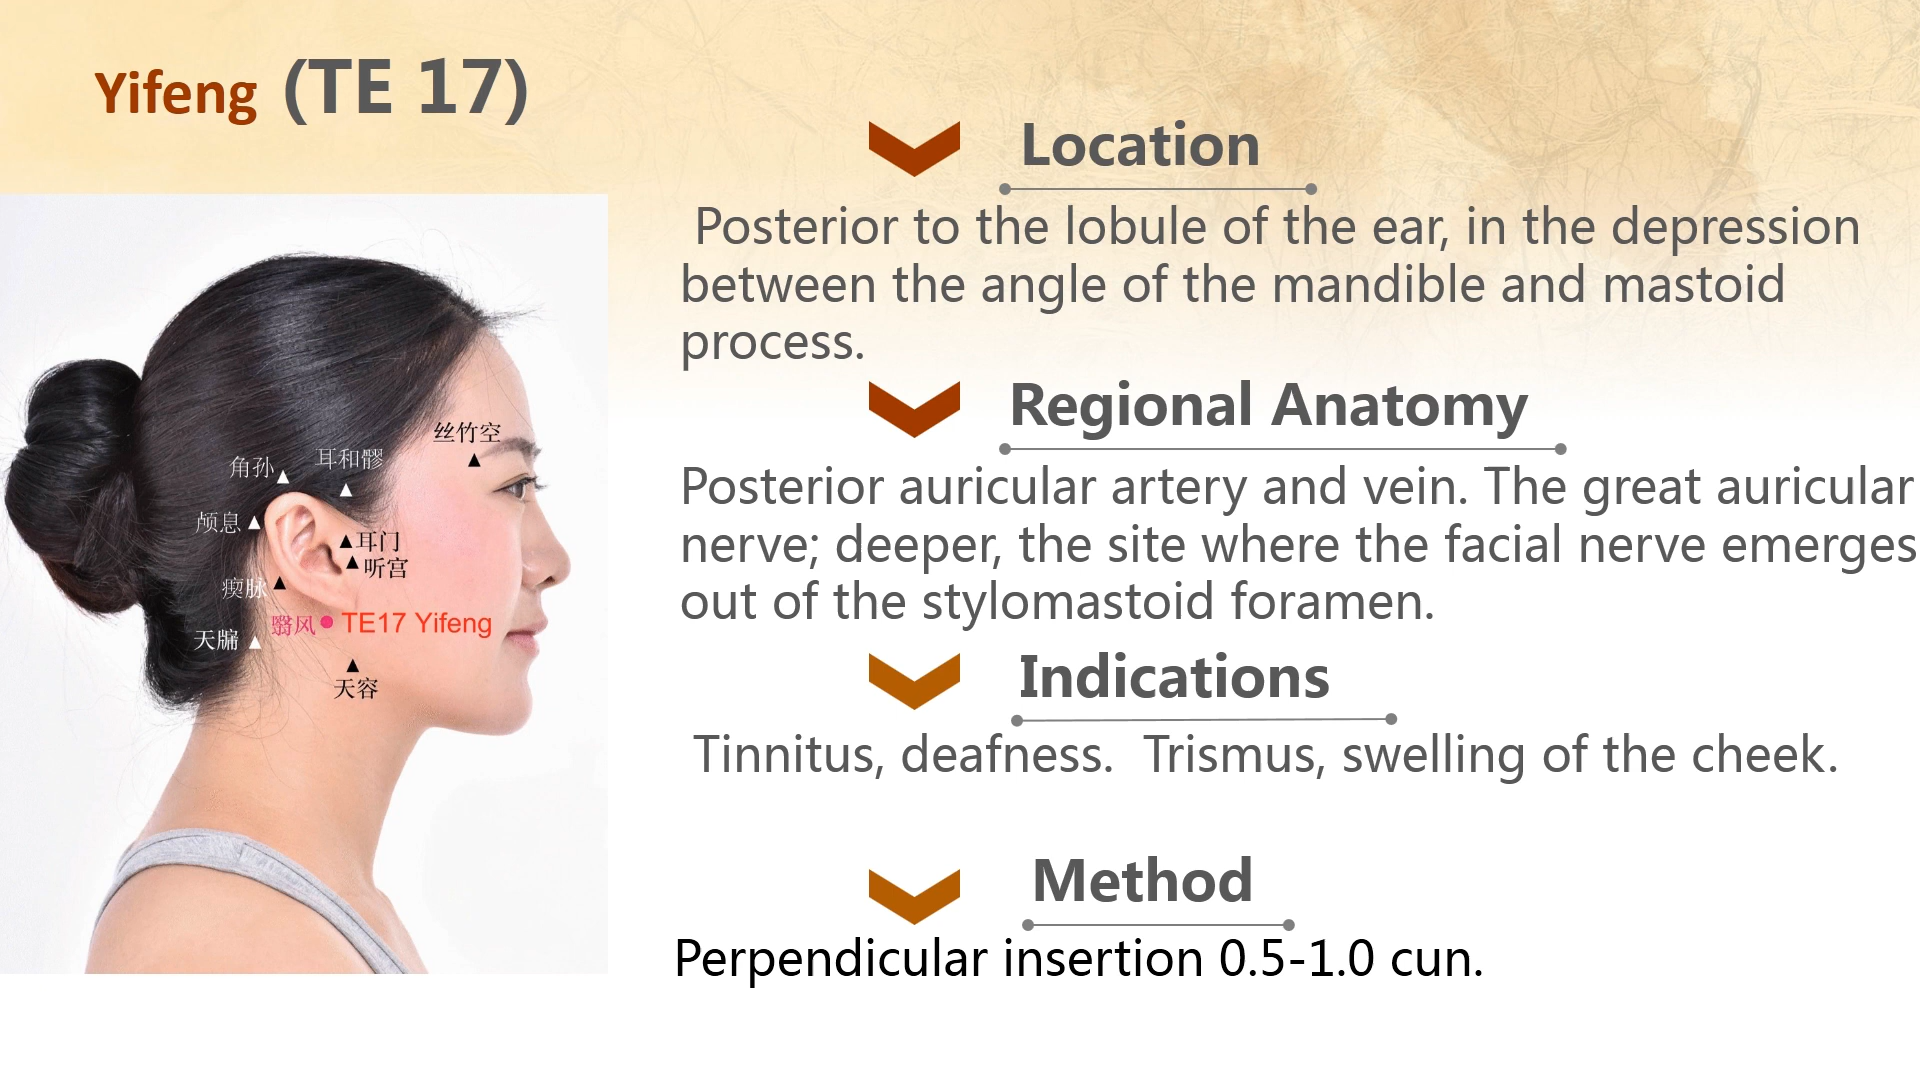 Yifeng (TE 17)
Location
Posterior to the lobule of the ear, in the depression
between the angle of the mandible and mastoid
process.
Regional Anatomy
Posterior auricular artery and vein. The great auricular
nerve; deeper, the site where the facial nerve emerges
out of the stylomastoid foramen.
Indications
Tinnitus, deafness. Trismus, swelling of the cheek.
Method
Perpendicular insertion 0.5-1.0 cun.
丝竹空
角孙
耳和髎
颅息
耳门
听宫
瘈脉
翳风 TE17 Yifeng
天牖
天容